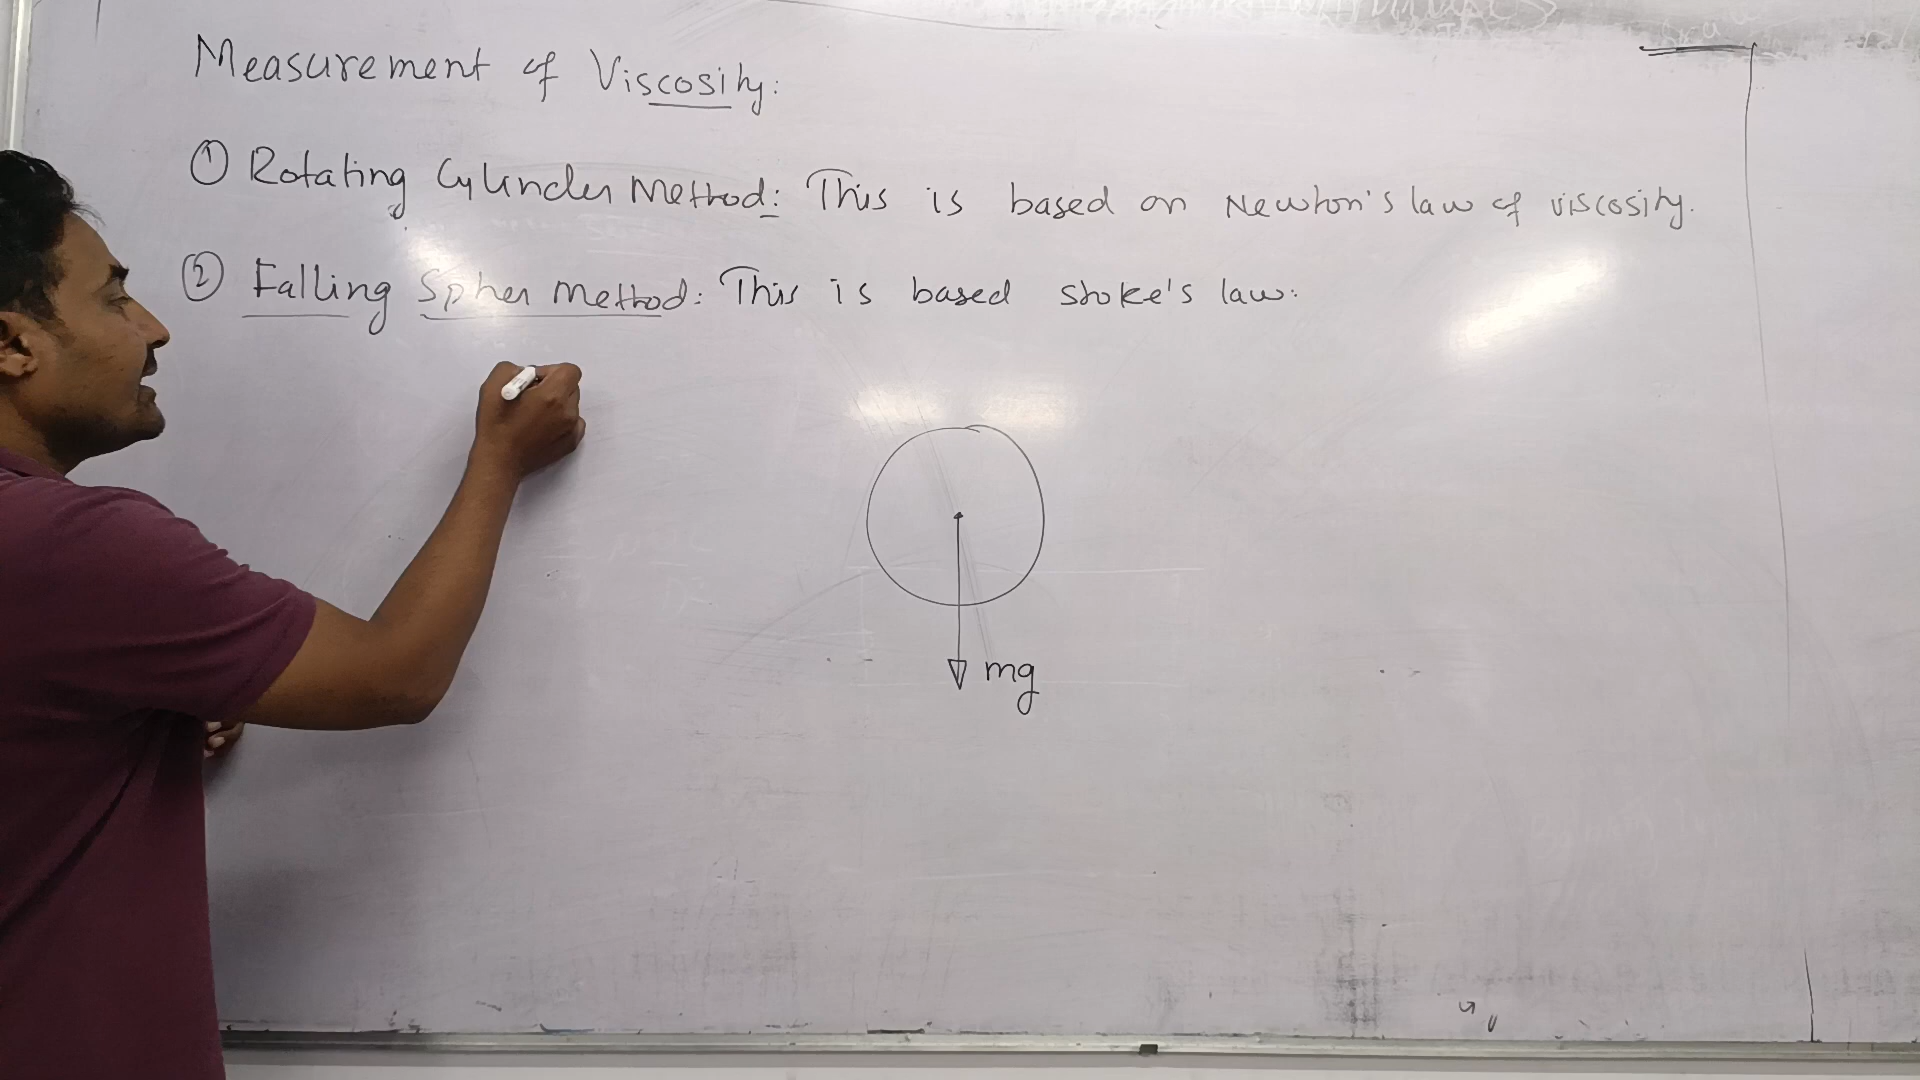 Measurement of Viscosity:
① Rotating Cylinder Method: This is based on Newton's law of viscosity.
② Falling Spher Method: This is based stoke's law.
mg